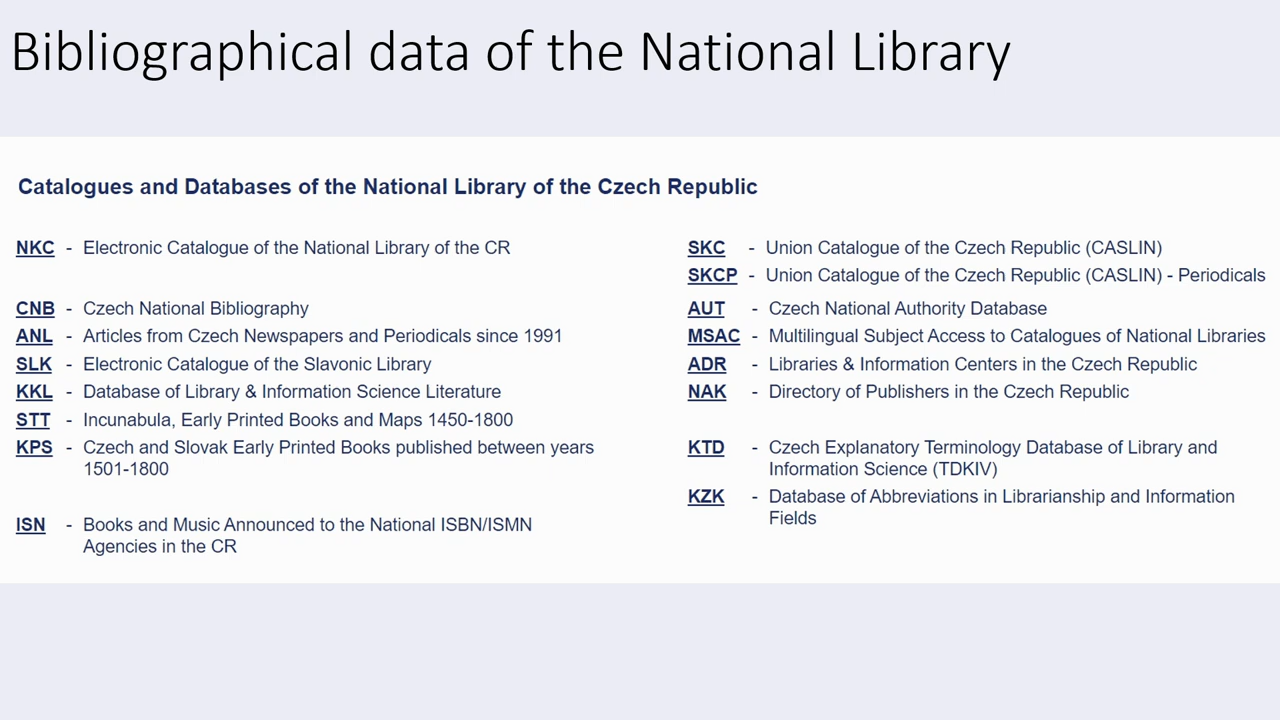 Bibliographical data of the National Library
Catalogues and Databases of the National Library of the Czech Republic
NKC - Electronic Catalogue of the National Library of the CR
CNB - Czech National Bibliography
ANL - Articles from Czech Newspapers and Periodicals since 1991
SLK - Electronic Catalogue of the Slavonic Library
KKL - Database of Library & Information Science Literature
STT - Incunabula, Early Printed Books and Maps 1450-1800
KPS - Czech and Slovak Early Printed Books published between years
1501-1800
ISN - Books and Music Announced to the National ISBN/ISMN
Agencies in the CR
SKC - Union Catalogue of the Czech Republic (CASLIN)
SKCP - Union Catalogue of the Czech Republic (CASLIN) - Periodicals
AUT - Czech National Authority Database
MSAC - Multilingual Subject Access to Catalogues of National Libraries
ADR - Libraries & Information Centers in the Czech Republic
NAK - Directory of Publishers in the Czech Republic
KTD - Czech Explanatory Terminology Database of Library and
Information Science (TDKIV)
KZK - Database of Abbreviations in Librarianship and Information
Fields